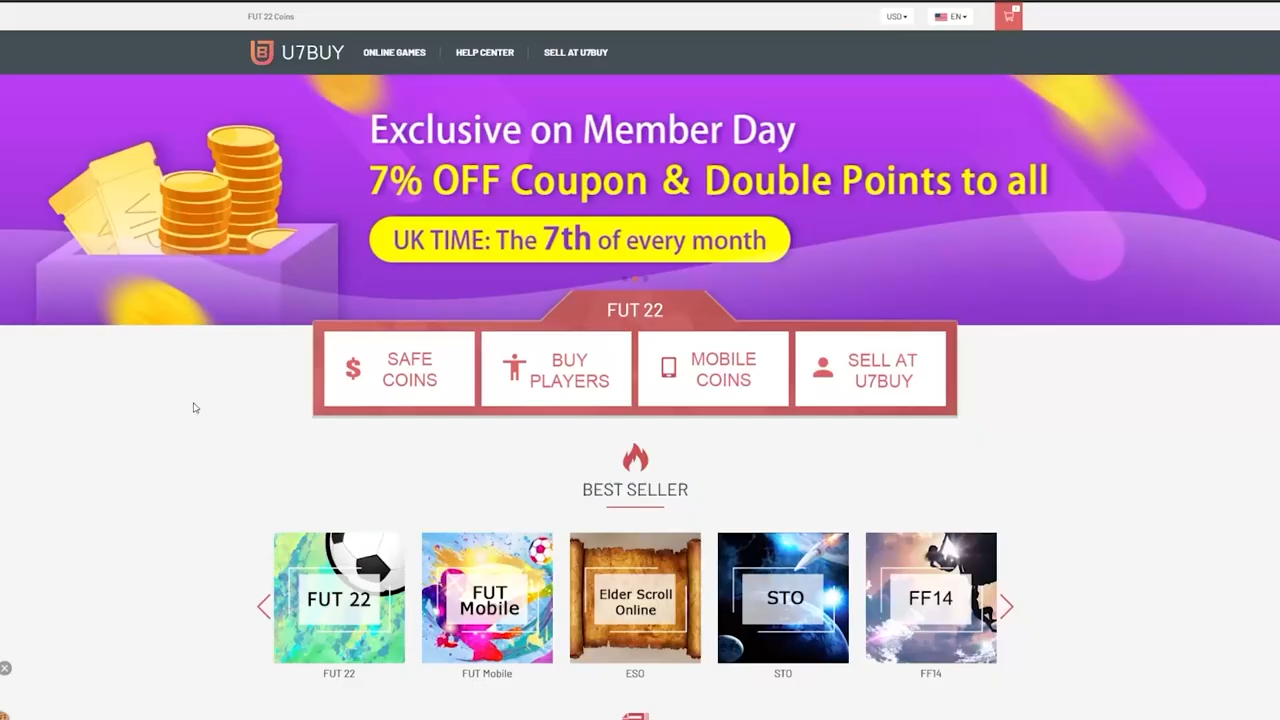 FUT 22 Coins
USD
EN
1
U7BUY
ONLINE GAMES
HELP CENTER
SELL AT U7BUY
Exclusive on Member Day
7% OFF Coupon & Double Points to all
UK TIME: The 7th of every month
VIP
FUT 22
SAFE
COINS
BUY
PLAYERS
MOBILE
COINS
SELL AT
U7BUY
BEST SELLER
FUT 22
FUT
Mobile
Elder Scroll
Online
STO
FF14
FUT 22
FUT Mobile
ESO
STO
FF14